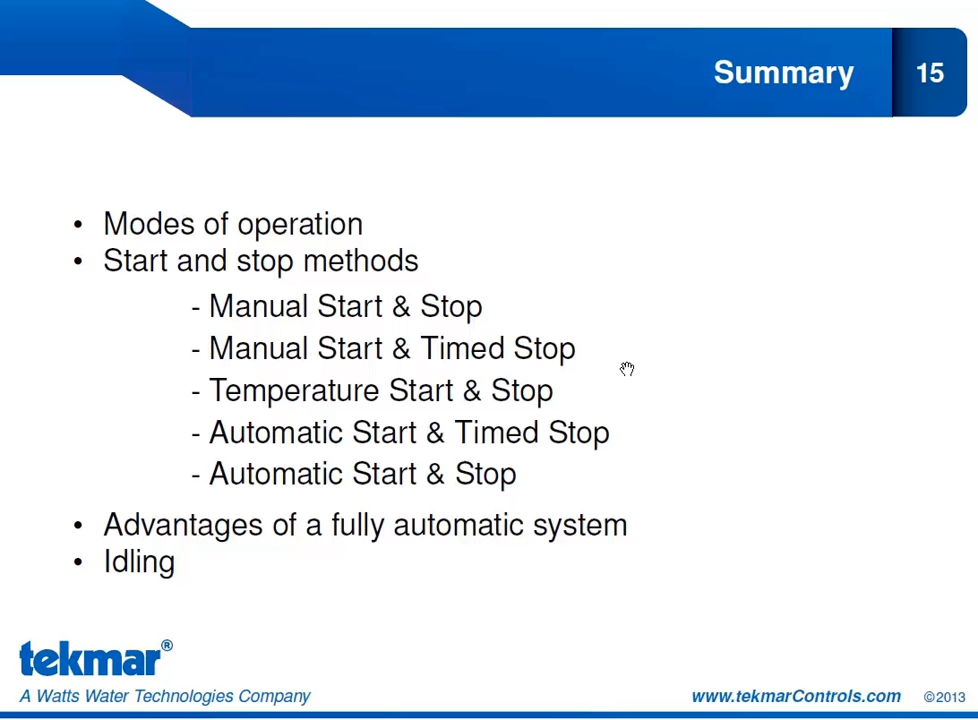 Summary
15
• Modes of operation
• Start and stop methods
- Manual Start & Stop
- Manual Start & Timed Stop
- Temperature Start & Stop
- Automatic Start & Timed Stop
- Automatic Start & Stop
• Advantages of a fully automatic system
• Idling
tekmar®
A Watts Water Technologies Company
www.tekmarControls.com ©2013